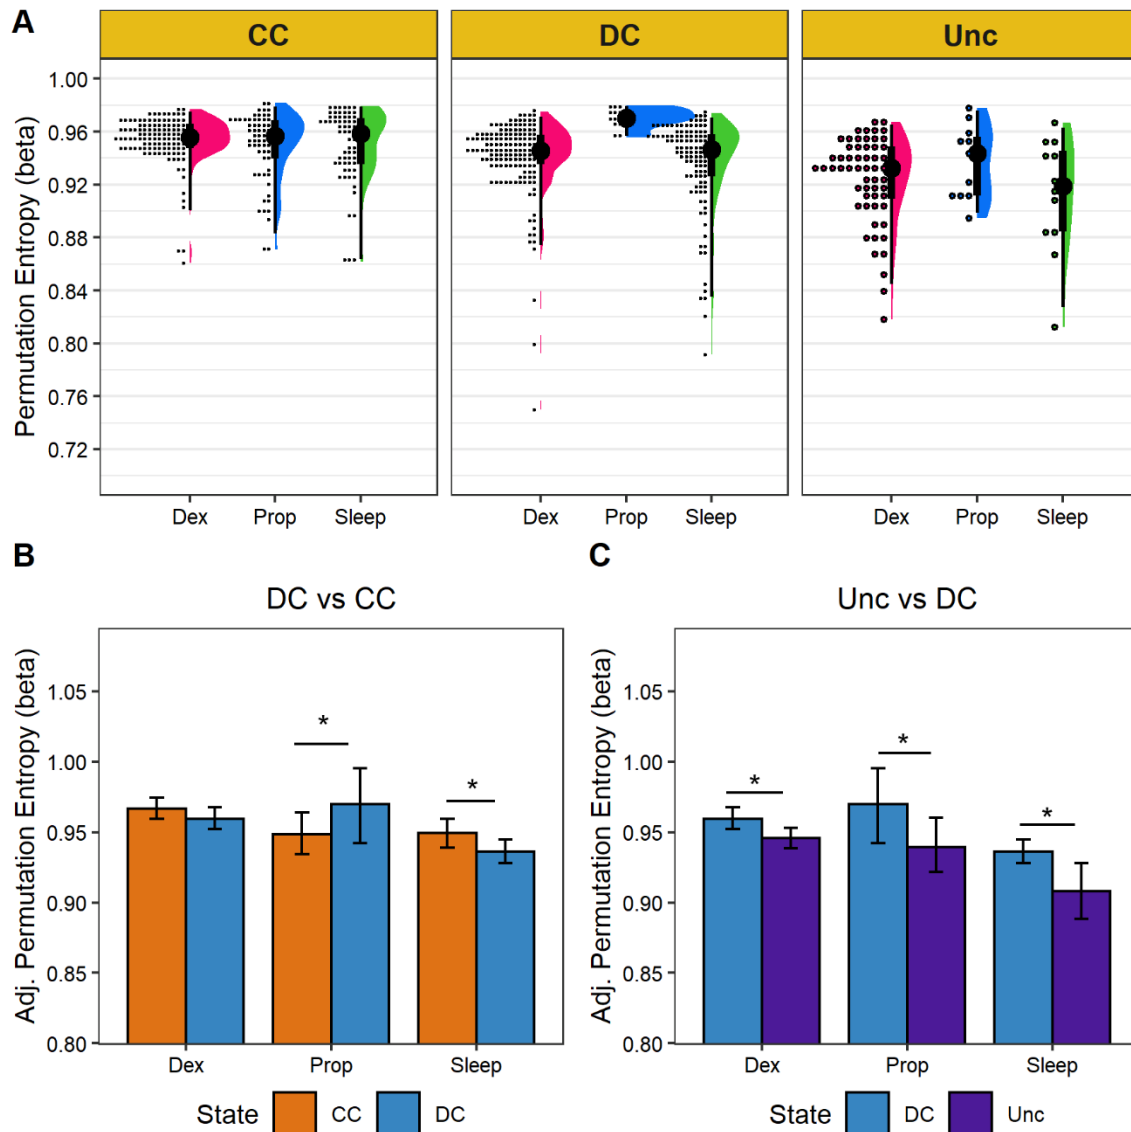 A
CC DC Unc
Permutation Entropy (beta)
1.00
0.96
0.92
0.88
0.84
0.80
0.76
0.72
Dex Prop Sleep Dex Prop Sleep Dex Prop Sleep
B
DC vs CC
Adj. Permutation Entropy (beta)
1.05
1.00
0.95
0.90
0.85
0.80
* *
Dex Prop Sleep
State CC DC
C
Unc vs DC
Adj. Permutation Entropy (beta)
1.05
1.00
0.95
0.90
0.85
0.80
* * *
Dex Prop Sleep
State DC Unc